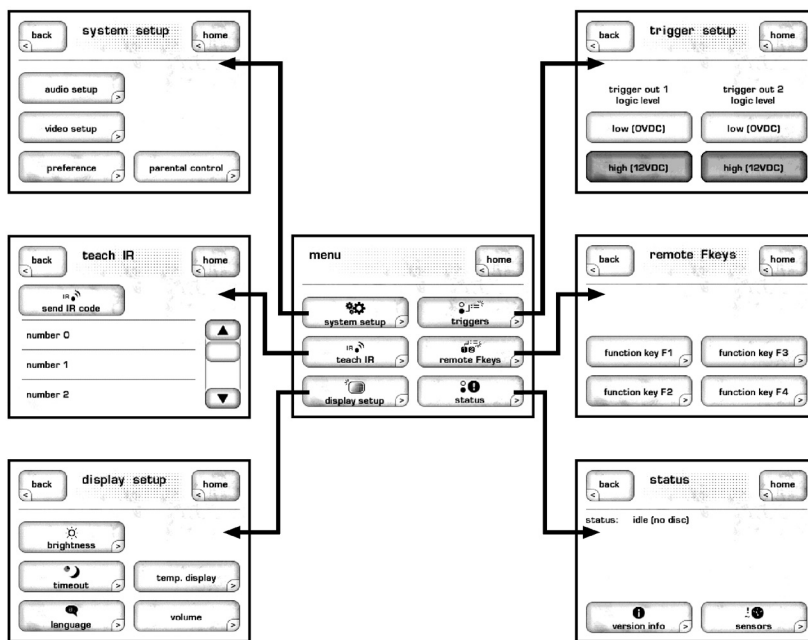 back
system setup
home
audio setup
video setup
preference
parental control
back
trigger setup
home
trigger out 1
logic level
trigger out 2
logic level
low (0VDC)
low (0VDC)
high (12VDC)
high (12VDC)
back
teach IR
home
IR
send IR code
number 0
number 1
number 2
menu
home
system setup
triggers
IR
teach IR
remote Fkeys
display setup
status
back
remote Fkeys
home
function key F1
function key F3
function key F2
function key F4
back
display setup
home
brightness
timeout
temp. display
language
volume
back
status
home
status: idle (no disc)
version info
sensors